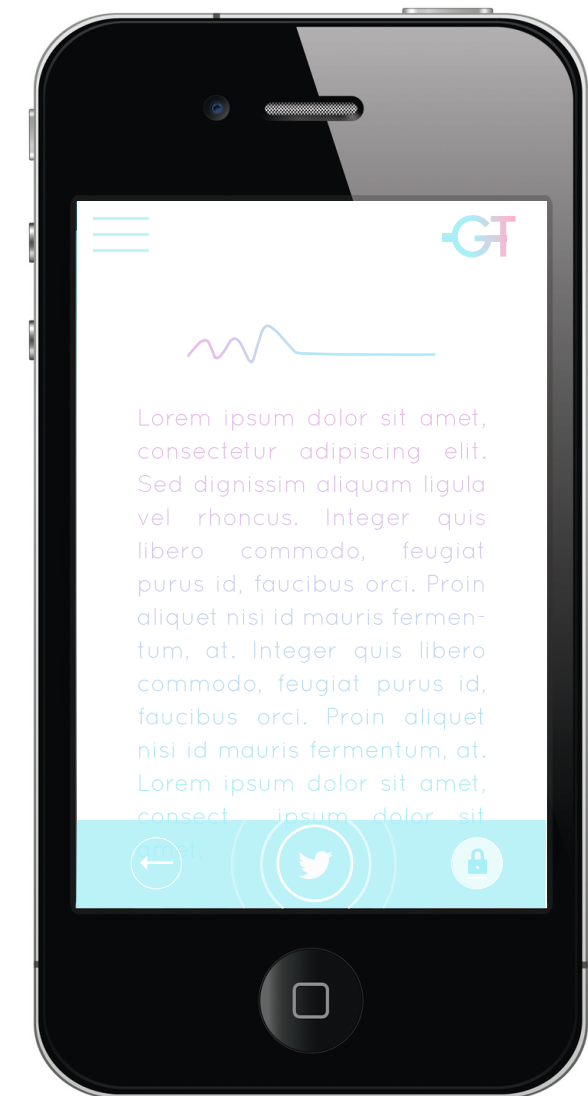 GT
Lorem ipsum dolor sit amet,
consectetur adipiscing elit.
Sed dignissim aliquam ligula
vel rhoncus. Integer quis
libero commodo, feugiat
purus id, faucibus orci. Proin
aliquet nisi id mauris fermen-
tum, at. Integer quis libero
commodo, feugiat purus id,
faucibus orci. Proin aliquet
nisi id mauris fermentum, at.
Lorem ipsum dolor sit amet,
consect ipsum dolor sit
amet,